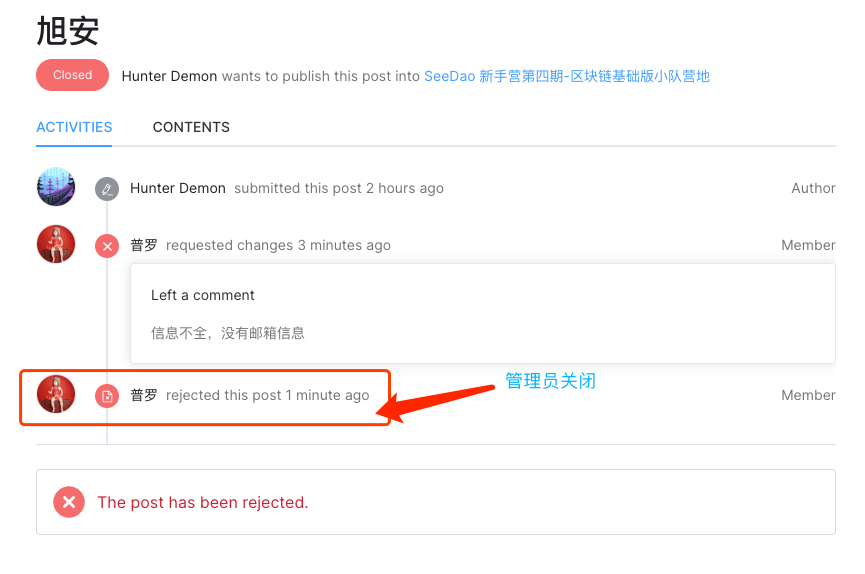 旭安
Closed Hunter Demon wants to publish this post into SeeDao 新手营第四期-区块链基础版小队营地
ACTIVITIES CONTENTS
Hunter Demon submitted this post 2 hours ago Author
普罗 requested changes 3 minutes ago Member
Left a comment
信息不全，没有邮箱信息
管理员关闭
普罗 rejected this post 1 minute ago Member
The post has been rejected.